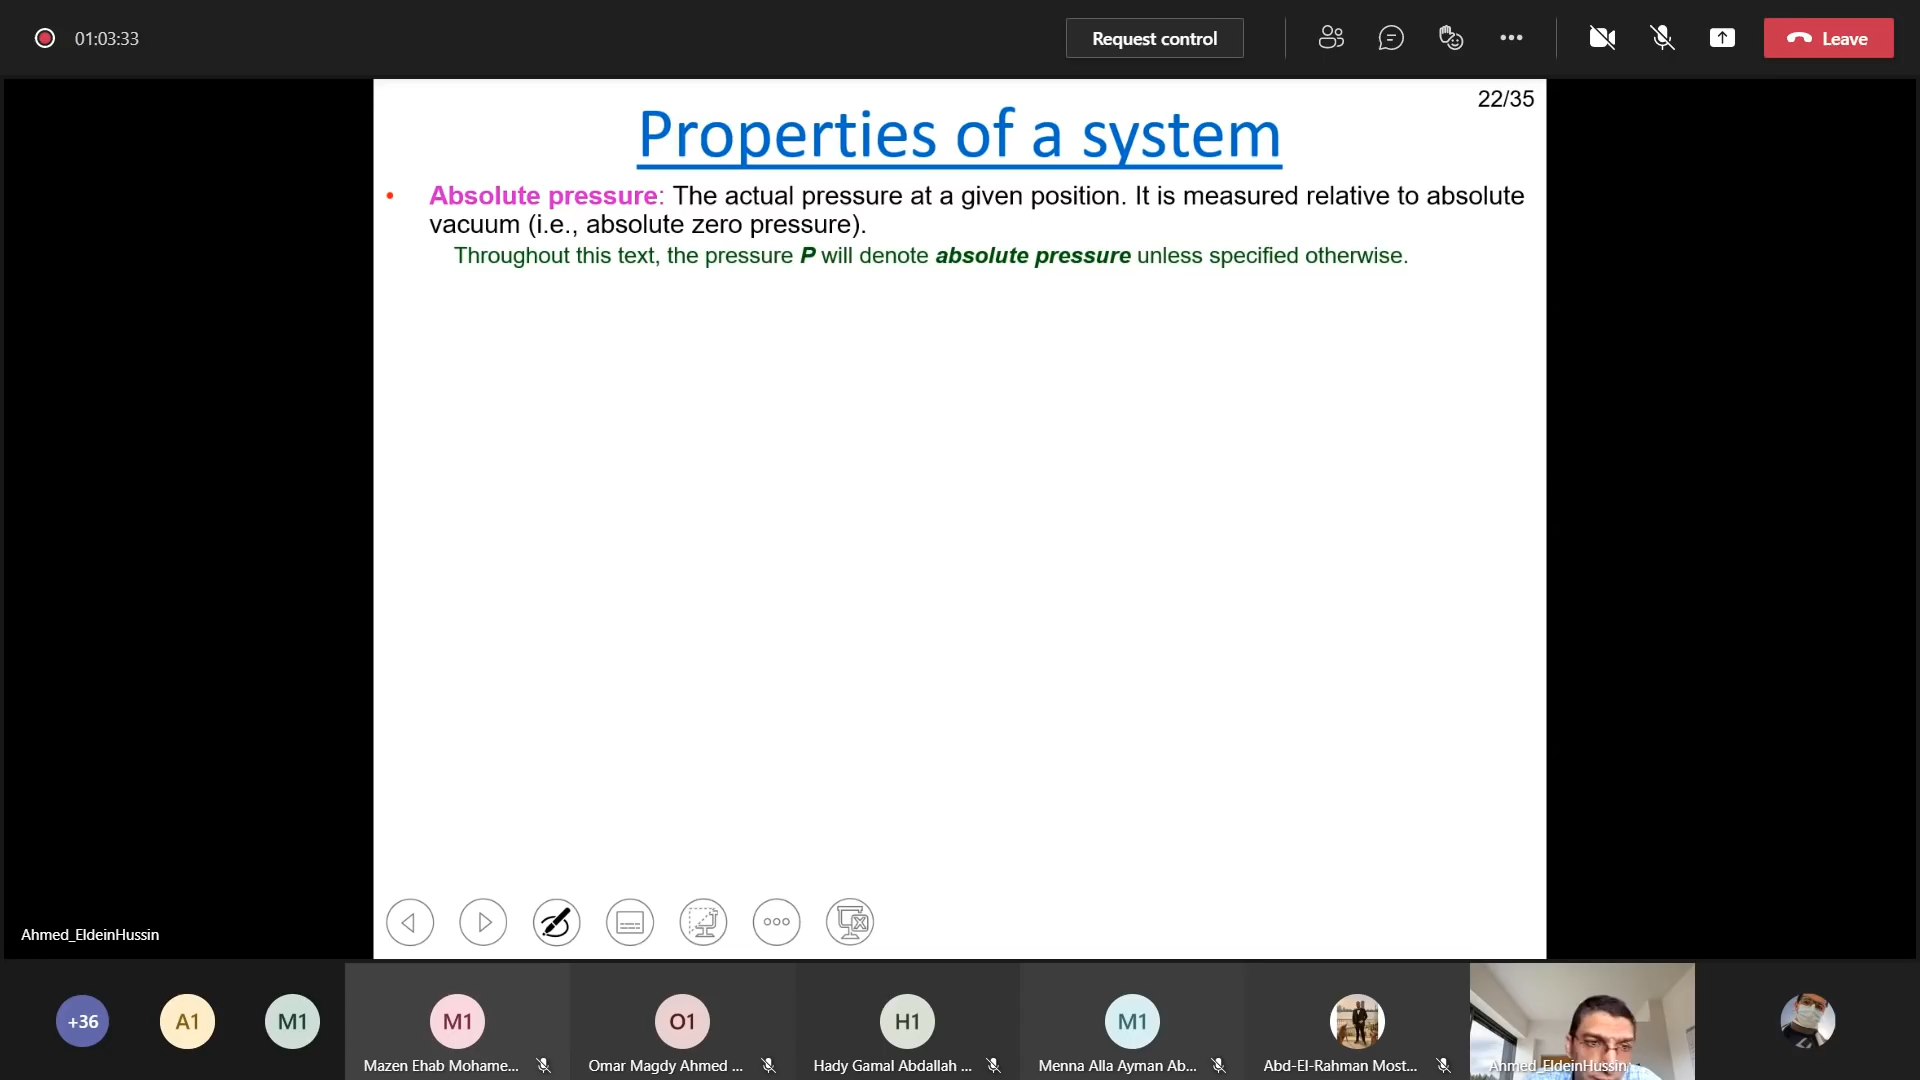 01:03:33
Request control
Leave
22/35
Properties of a system
• Absolute pressure: The actual pressure at a given position. It is measured relative to absolute
vacuum (i.e., absolute zero pressure).
Throughout this text, the pressure P will denote absolute pressure unless specified otherwise.
Ahmed_EldeinHussin
+36
A1
M1
M1
Mazen Ehab Mohame...
O1
Omar Magdy Ahmed ...
H1
Hady Gamal Abdallah ...
M1
Menna Alla Ayman Ab...
Abd-El-Rahman Most...
Ahmed_EldeinHussin